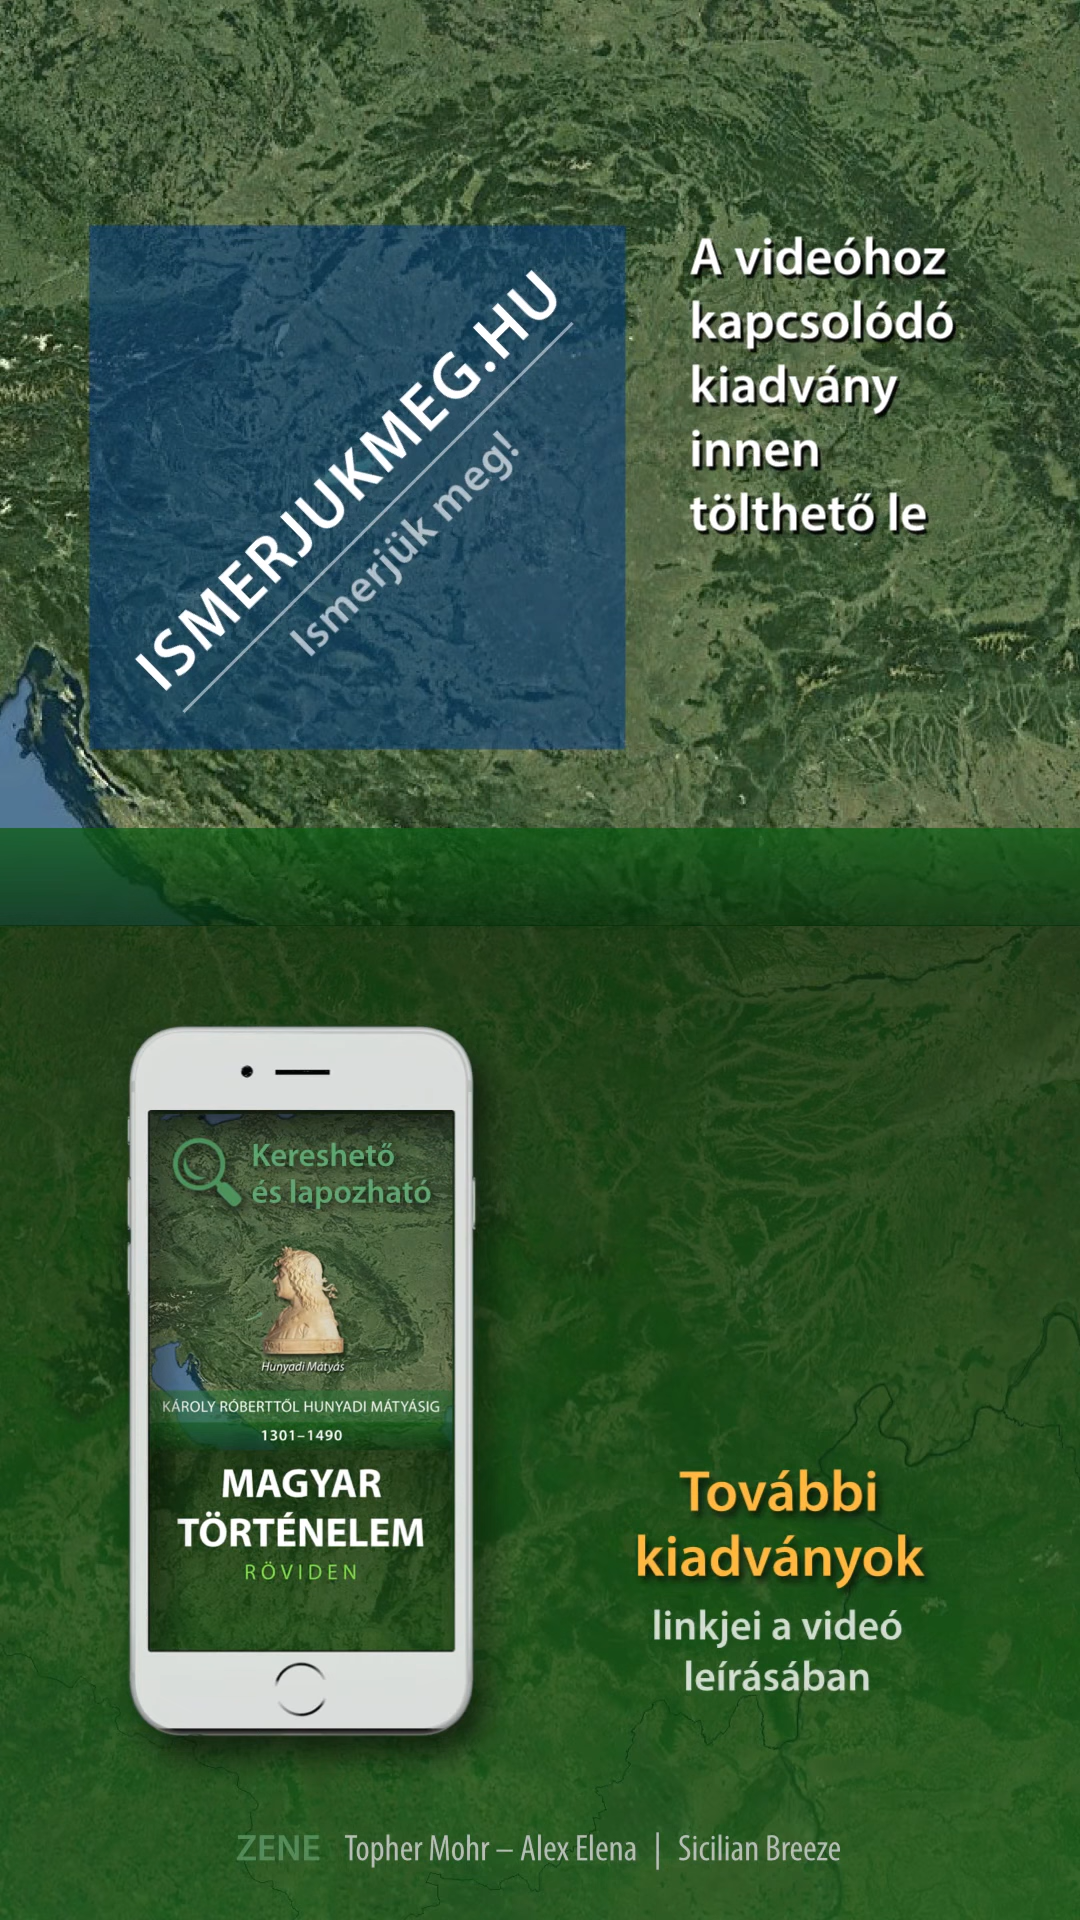 ISMERJUKMEG.HU
Ismerjük meg!
A videóhoz
kapcsolódó
kiadvány
innen
tölthető le
Kereshető
és lapozható
Hunyadi Mátyás
KÁROLY RÓBERTTŐL HUNYADI MÁTYÁSIG
1301–1490
MAGYAR
TÖRTÉNELEM
RÖVIDEN
További
kiadványok
linkjei a videó
leírásában
ZENE Topher Mohr – Alex Elena | Sicilian Breeze